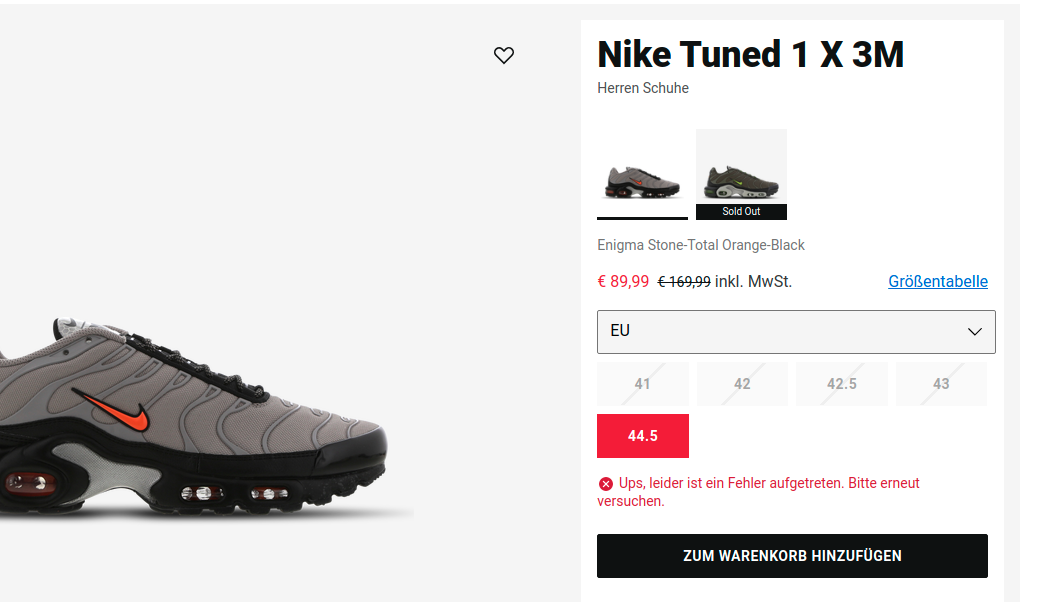 Nike Tuned 1 X 3M
Herren Schuhe
Sold Out
Enigma Stone-Total Orange-Black
€ 89,99 € 169,99 inkl. MwSt. Größentabelle
EU
41 42 42.5 43
44.5
Ups, leider ist ein Fehler aufgetreten. Bitte erneut
versuchen.
ZUM WARENKORB HINZUFÜGEN